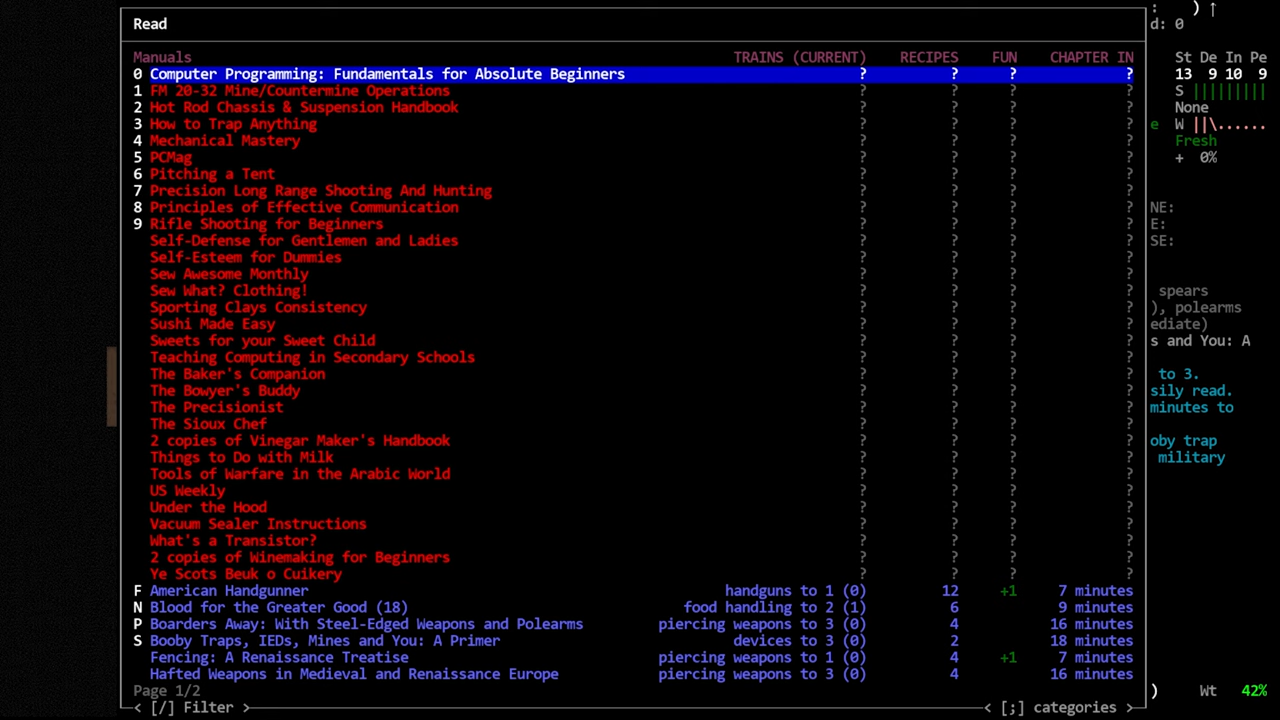 Read
Manuals TRAINS (CURRENT) RECIPES FUN CHAPTER IN
0 Computer Programming: Fundamentals for Absolute Beginners ? ? ? ?
1 FM 20-32 Mine/Countermine Operations ? ? ? ?
2 Hot Rod Chassis & Suspension Handbook ? ? ? ?
3 How to Trap Anything ? ? ? ?
4 Mechanical Mastery ? ? ? ?
5 PCMag ? ? ? ?
6 Pitching a Tent ? ? ? ?
7 Precision Long Range Shooting And Hunting ? ? ? ?
8 Principles of Effective Communication ? ? ? ?
9 Rifle Shooting for Beginners ? ? ? ?
Self-Defense for Gentlemen and Ladies ? ? ? ?
Self-Esteem for Dummies ? ? ? ?
Sew Awesome Monthly ? ? ? ?
Sew What? Clothing! ? ? ? ?
Sporting Clays Consistency ? ? ? ?
Sushi Made Easy ? ? ? ?
Sweets for your Sweet Child ? ? ? ?
Teaching Computing in Secondary Schools ? ? ? ?
The Baker's Companion ? ? ? ?
The Bowyer's Buddy ? ? ? ?
The Precisionist ? ? ? ?
The Sioux Chef ? ? ? ?
2 copies of Vinegar Maker's Handbook ? ? ? ?
Things to Do with Milk ? ? ? ?
Tools of Warfare in the Arabic World ? ? ? ?
US Weekly ? ? ? ?
Under the Hood ? ? ? ?
Vacuum Sealer Instructions ? ? ? ?
What's a Transistor? ? ? ? ?
2 copies of Winemaking for Beginners ? ? ? ?
Ye Scots Beuk o Cuikery ? ? ? ?
F American Handgunner handguns to 1 (0) 12 +1 7 minutes
N Blood for the Greater Good (18) food handling to 2 (1) 6 9 minutes
P Boarders Away: With Steel-Edged Weapons and Polearms piercing weapons to 3 (0) 4 16 minutes
S Booby Traps, IEDs, Mines and You: A Primer devices to 3 (0) 2 18 minutes
Fencing: A Renaissance Treatise piercing weapons to 1 (0) 4 +1 7 minutes
Hafted Weapons in Medieval and Renaissance Europe piercing weapons to 3 (0) 4 16 minutes
Page 1/2
< [/] Filter > < [;] categories >
: ) ↑
d: 0
St De In Pe
13 9 10 9
S |||||||||
None
e W ||\......
Fresh
+ 0%
NE:
E:
SE:
spears
), polearms
ediate)
s and You: A
to 3.
sily read.
minutes to
oby trap
military
) Wt 42%